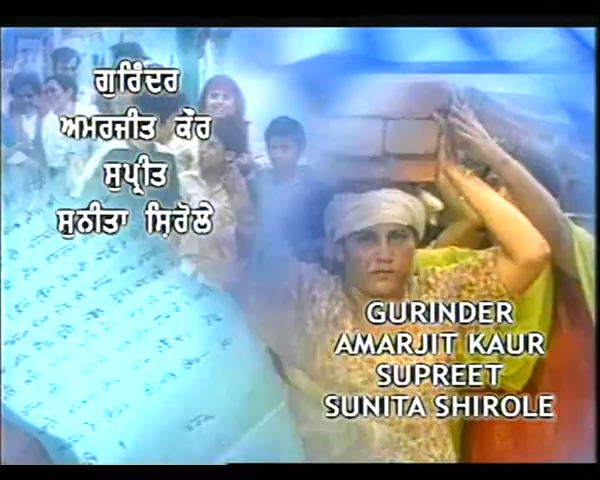 ਗੁਰਿੰਦਰ
ਅਮਰਜੀਤ ਕੌਰ
ਸੁਪ੍ਰੀਤ
ਸੁਨੀਤਾ ਸ਼ਿਰੋਲੇ
GURINDER
AMARJIT KAUR
SUPREET
SUNITA SHIROLE